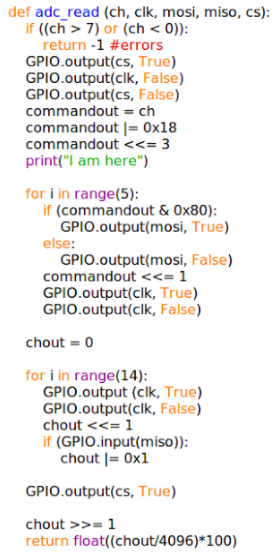 def adc_read (ch, clk, mosi, miso, cs):
    if ((ch > 7) or (ch < 0)):
        return -1 #errors
    GPIO.output(cs, True)
    GPIO.output(clk, False)
    GPIO.output(cs, False)
    commandout = ch
    commandout |= 0x18
    commandout <<= 3
    print("I am here")

    for i in range(5):
        if (commandout & 0x80):
            GPIO.output(mosi, True)
        else:
            GPIO.output(mosi, False)
        commandout <<= 1
        GPIO.output(clk, True)
        GPIO.output(clk, False)

    chout = 0

    for i in range(14):
        GPIO.output (clk, True)
        GPIO.output(clk, False)
        chout <<= 1
        if (GPIO.input(miso)):
            chout |= 0x1

    GPIO.output(cs, True)

    chout >>= 1
    return float((chout/4096)*100)